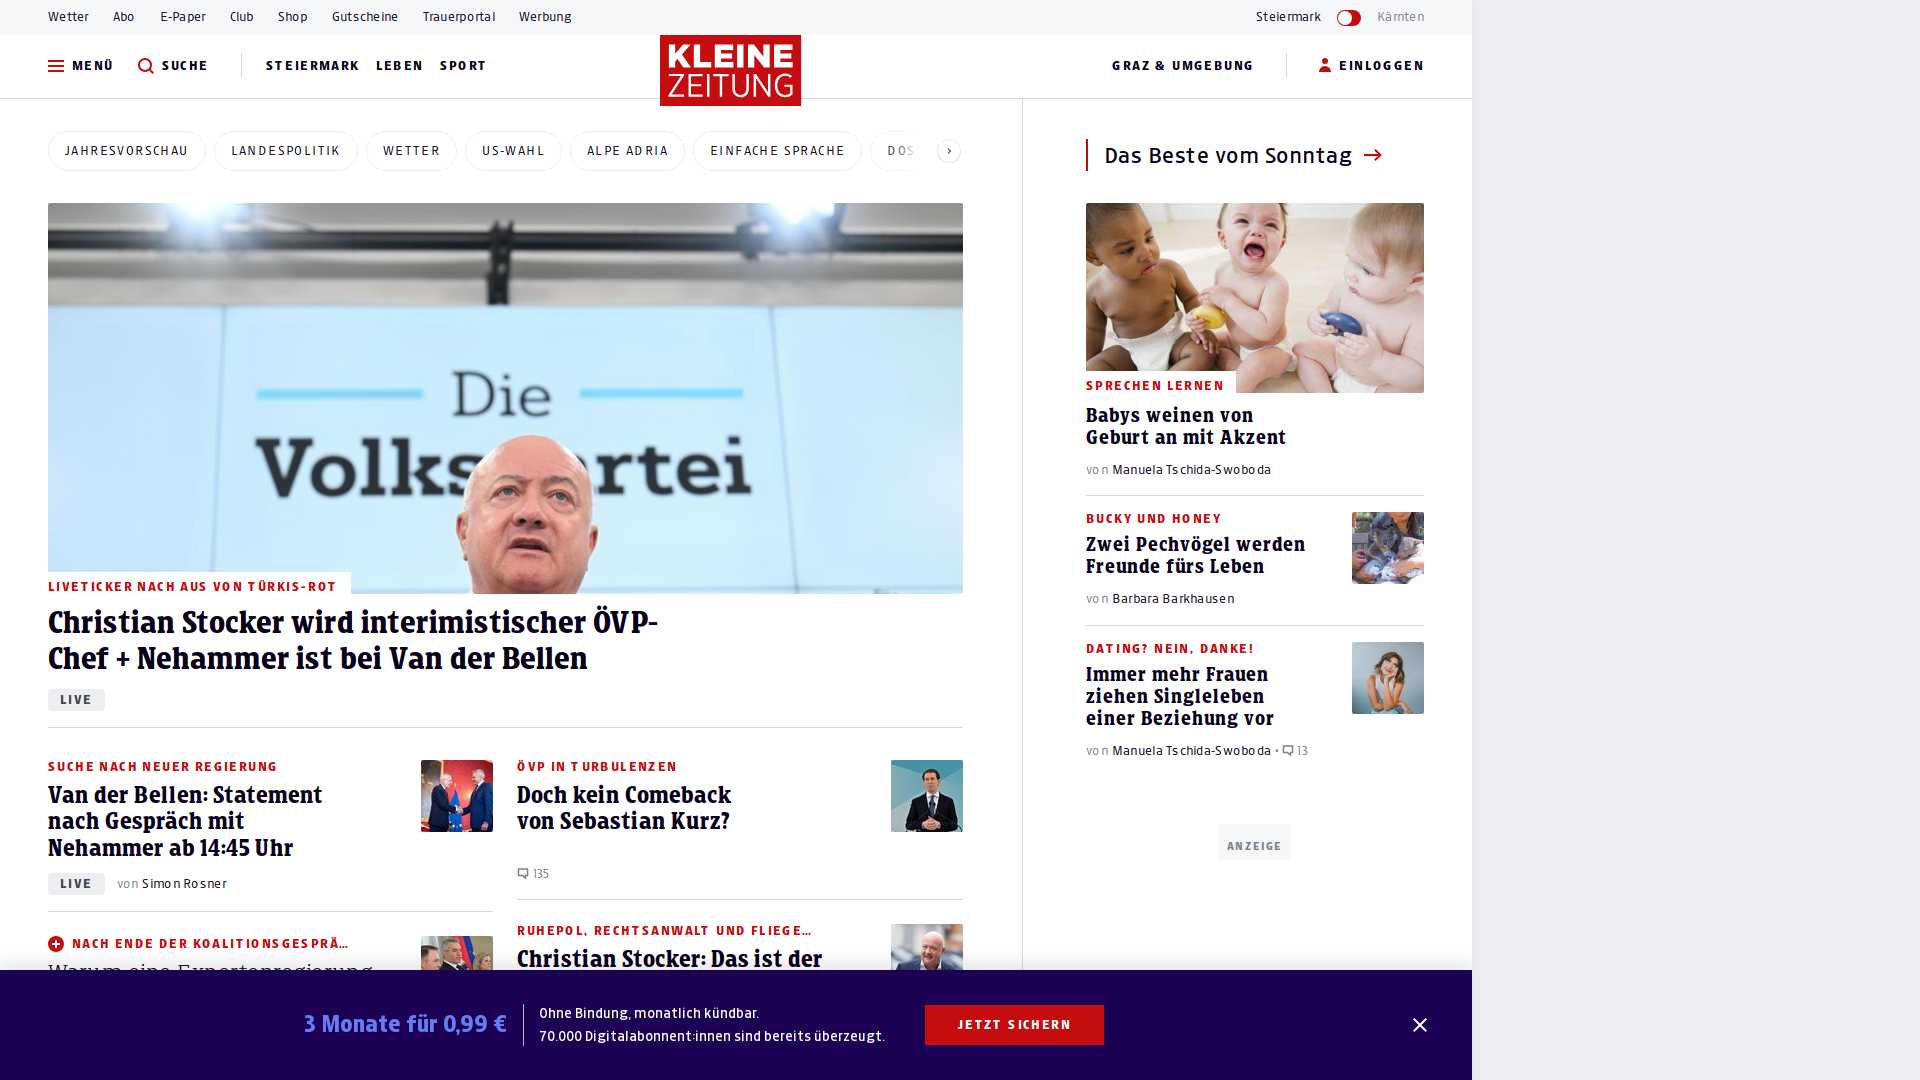 Wetter Abo E-Paper Club Shop Gutscheine Trauerportal Werbung Steiermark Kärnten
MENÜ SUCHE STEIERMARK LEBEN SPORT KLEINE ZEITUNG GRAZ & UMGEBUNG EINLOGGEN
JAHRESVORSCHAU LANDESPOLITIK WETTER US-WAHL ALPE ADRIA EINFACHE SPRACHE DOS
Die
LIVETICKER NACH AUS VON TÜRKIS-ROT
Christian Stocker wird interimistischer ÖVP-
Chef + Nehammer ist bei Van der Bellen
LIVE
SUCHE NACH NEUER REGIERUNG
Van der Bellen: Statement
nach Gespräch mit
Nehammer ab 14:45 Uhr
LIVE von Simon Rosner
NACH ENDE DER KOALITIONSGESPRÄ...
Warum eine Expertenregierung
ÖVP IN TURBULENZEN
Doch kein Comeback
von Sebastian Kurz?
135
RUHEPOL, RECHTSANWALT UND FLIEGE...
Christian Stocker: Das ist der
Das Beste vom Sonntag
SPRECHEN LERNEN
Babys weinen von
Geburt an mit Akzent
von Manuela Tschida-Swoboda
BUCKY UND HONEY
Zwei Pechvögel werden
Freunde fürs Leben
von Barbara Barkhausen
DATING? NEIN, DANKE!
Immer mehr Frauen
ziehen Singleleben
einer Beziehung vor
von Manuela Tschida-Swoboda • 13
ANZEIGE
3 Monate für 0,99 €
Ohne Bindung, monatlich kündbar.
70.000 Digitalabonnent:innen sind bereits überzeugt.
JETZT SICHERN